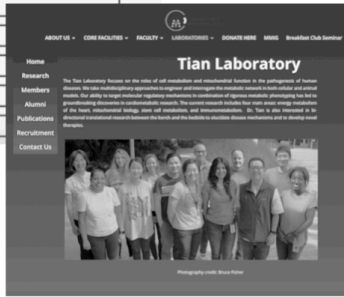 ABOUT US CORE FACILITIES FACULTY LABORATORIES DONATE HERE MMIG Breakfast Club Seminar
Tian Laboratory
Home
Research
Members
Alumni
Publications
Recruitment
Contact Us
The Tian Laboratory focuses on the roles of cell metabolism and mitochondrial function in the pathogenesis of human
diseases. We take multidisciplinary approaches to engineer and interrogate the metabolic network in both cellular and animal
models. Our ability to target molecular regulatory mechanisms in combination of rigorous metabolic phenotyping has led to
groundbreaking discoveries in cardiometabolic research. The current research includes four main areas: energy metabolism
of the heart, mitochondrial biology, stem cell metabolism, and immunometabolism. Dr. Tian is also interested in bi-
directional translational research between the bench and the bedside to elucidate disease mechanisms and to develop novel
therapies.
Photography credit: Bruce Fisher